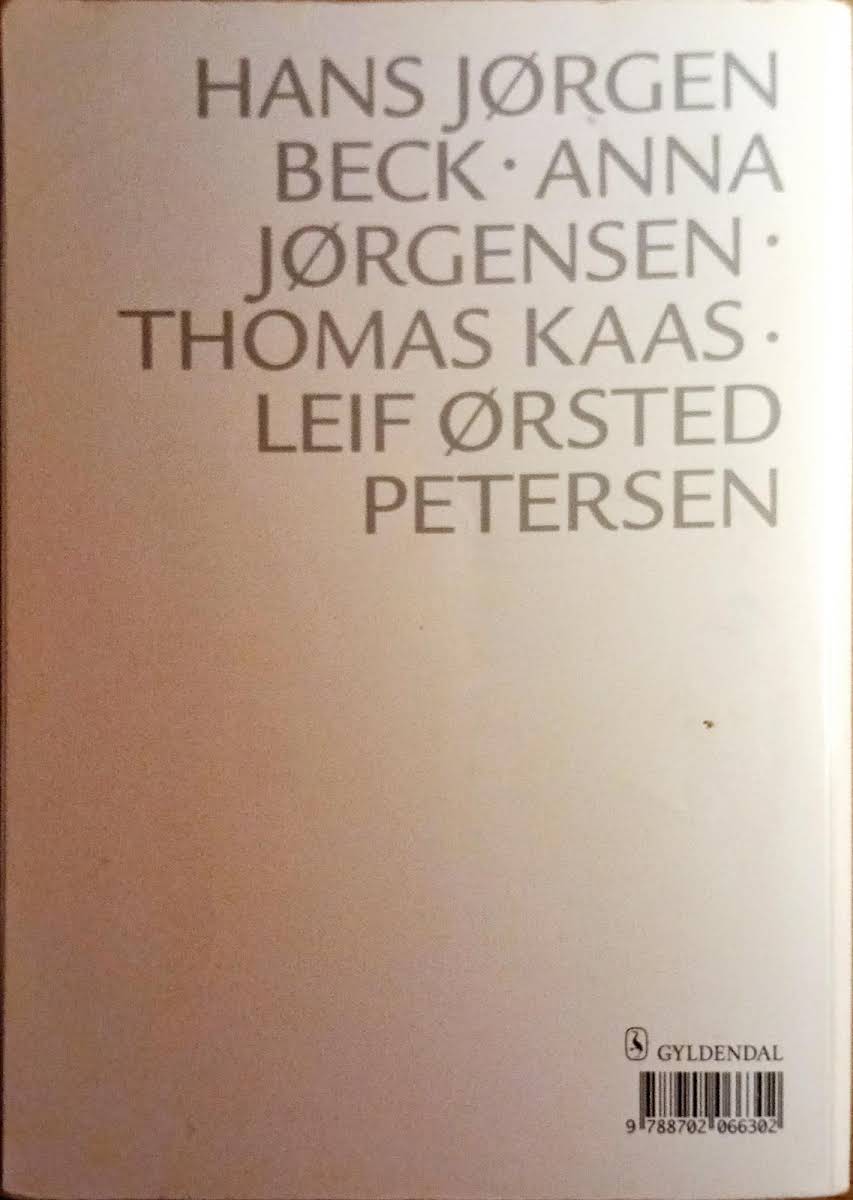 HANS JØRGEN
BECK · ANNA
JØRGENSEN ·
THOMAS KAAS ·
LEIF ØRSTED
PETERSEN
GYLDENDAL
9 788702 066302